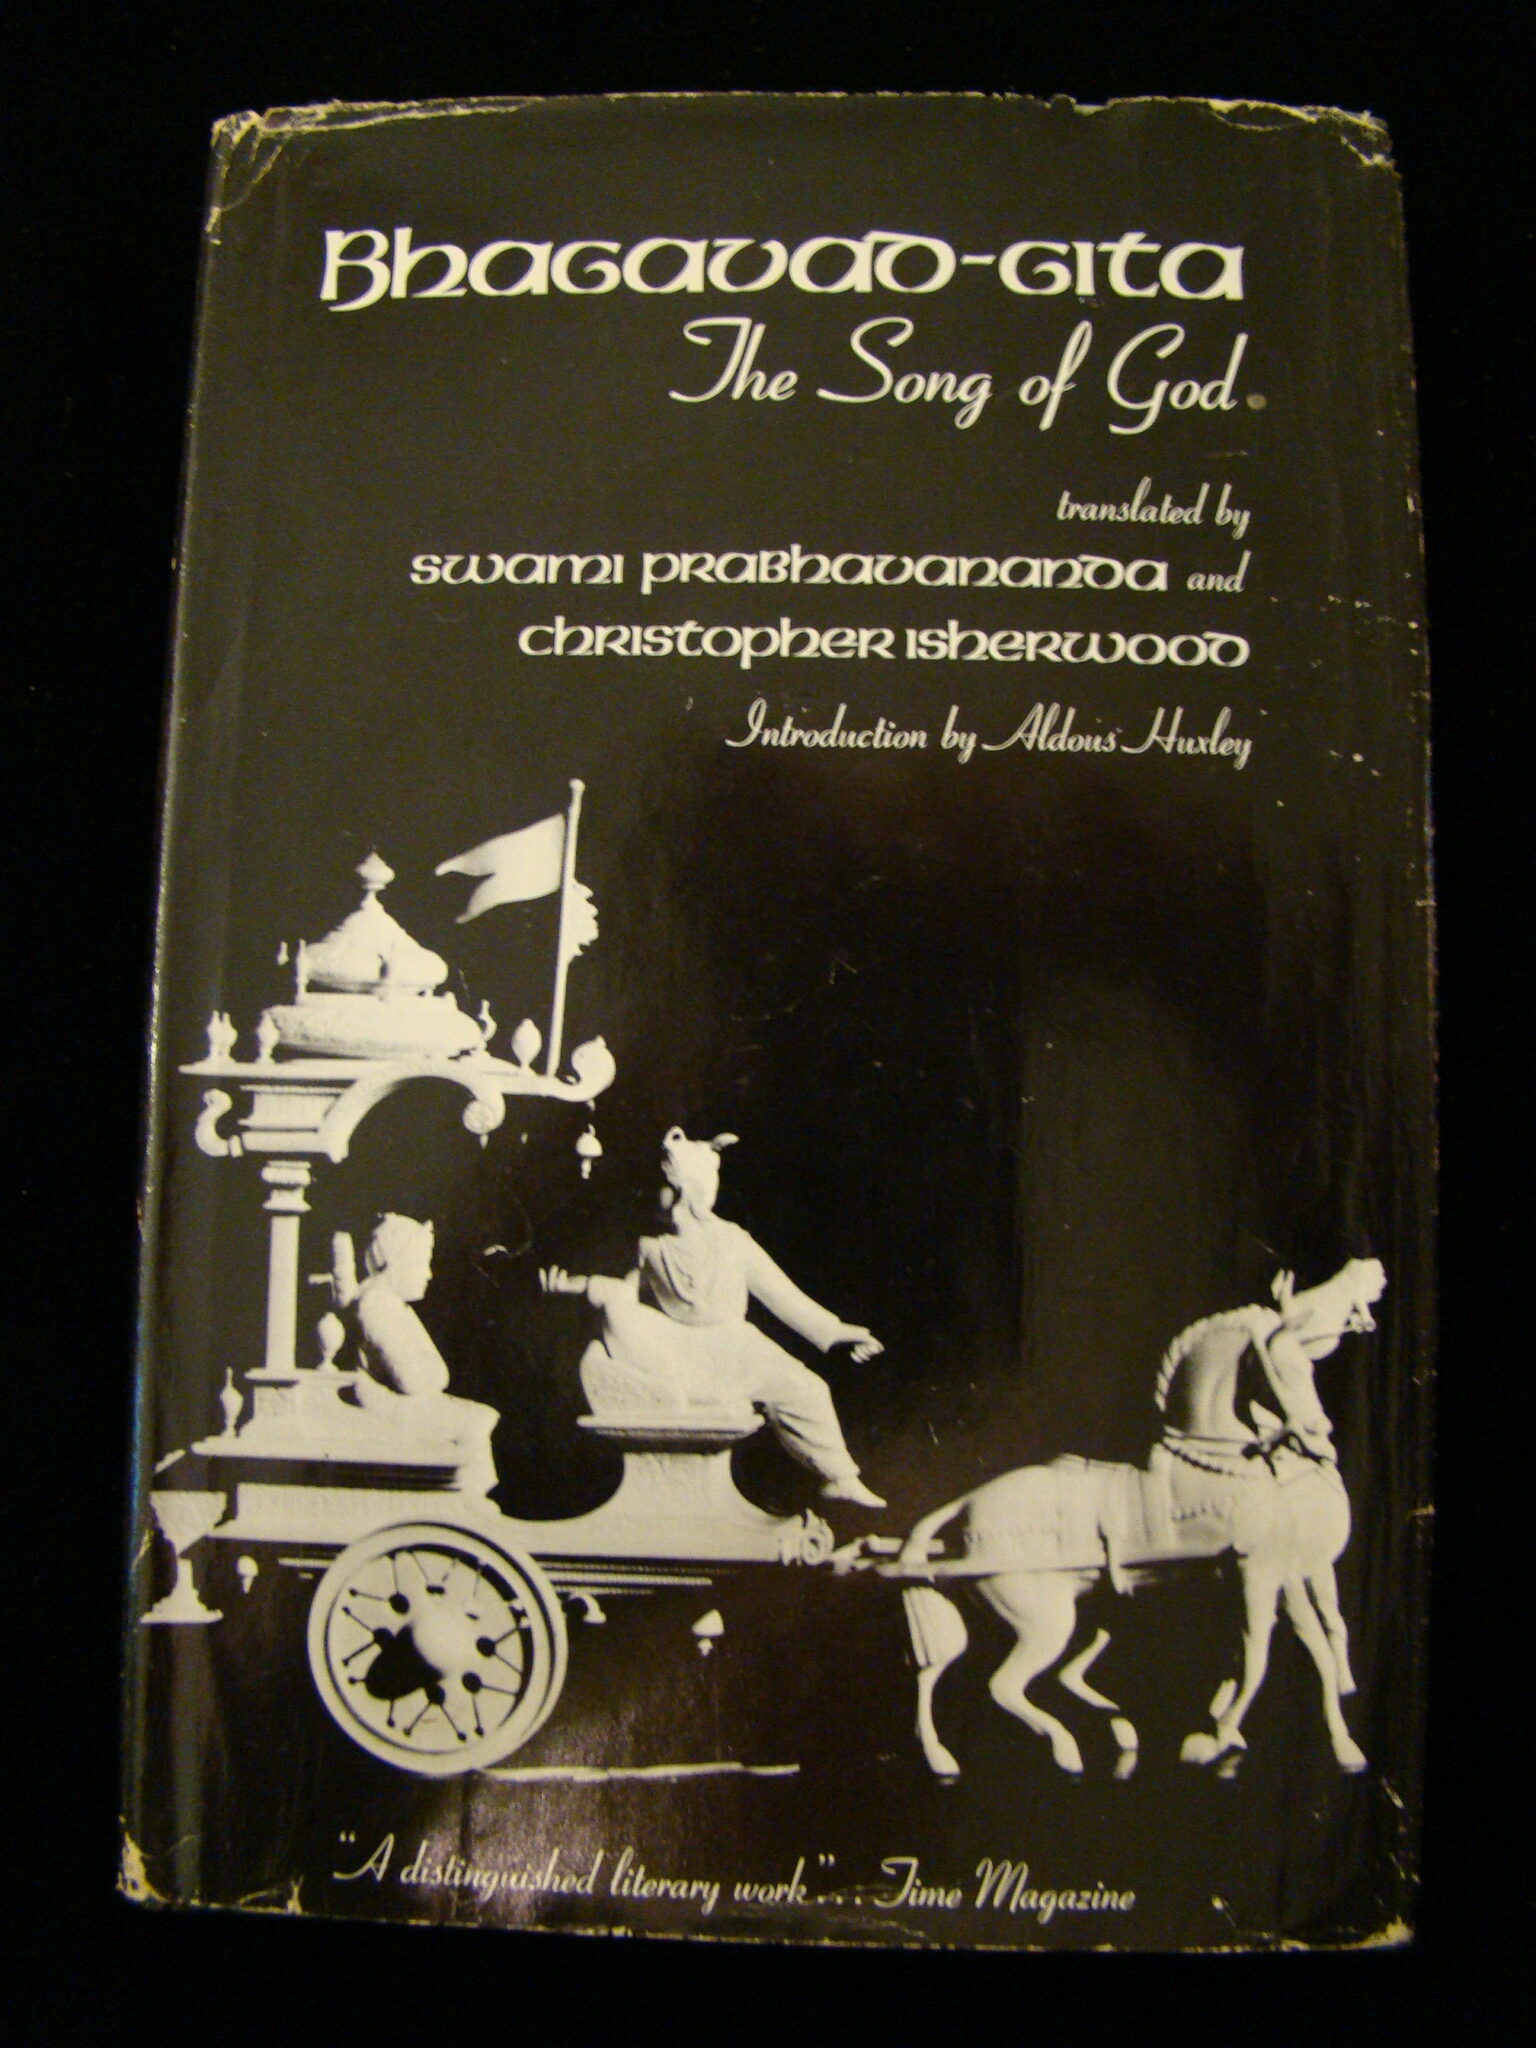 Bhagavad-Gita
The Song of God
translated by
Swami Prabhavananda and
Christopher Isherwood
Introduction by Aldous Huxley
"A distinguished literary work"... Time Magazine